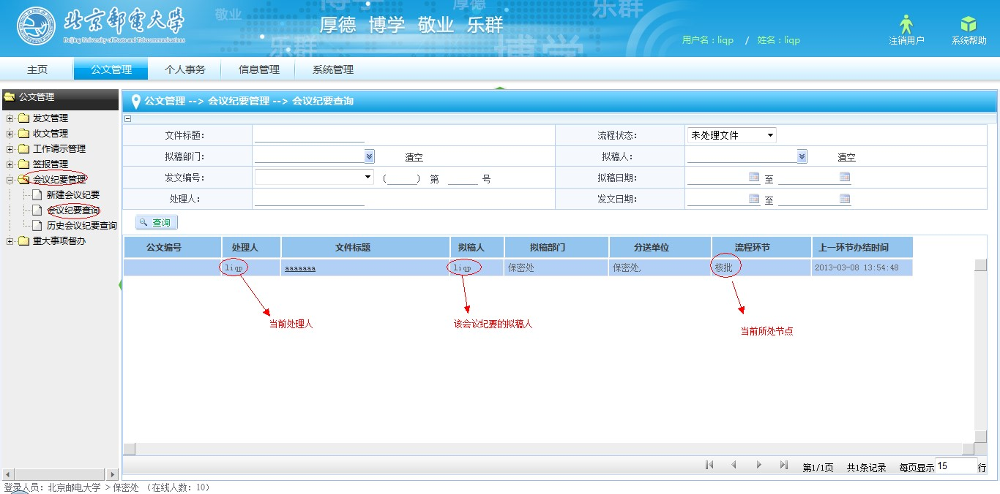 北京邮电大学
Beijing University of Posts and Telecommunications
敬业
厚德
乐群
厚德 博学 敬业 乐群
乐群
博学
用户名：liqp / 姓名：liqp
注销用户
系统帮助
主页 公文管理 个人事务 信息管理 系统管理
公文管理
发文管理
收文管理
工作请示管理
签报管理
会议纪要管理
新建会议纪要
会议纪要查询
历史会议纪要查询
重大事项督办
公文管理 --> 会议纪要管理 --> 会议纪要查询
文件标题： 流程状态： 未处理文件
拟稿部门： 清空 拟稿人： 清空
发文编号： ( ) 第 号 拟稿日期： 至
处理人： 发文日期： 至
查询
公文编号 处理人 文件标题 拟稿人 拟稿部门 分送单位 流程环节 上一环节办结时间
liqp aaaaaaa liqp 保密处 保密处, 核批 2013-03-08 13:54:48
当前处理人 该会议纪要的拟稿人 当前所处节点
第1/1页 共1条记录 每页显示 15 行
登录人员：北京邮电大学 >保密处 （在线人数：10）